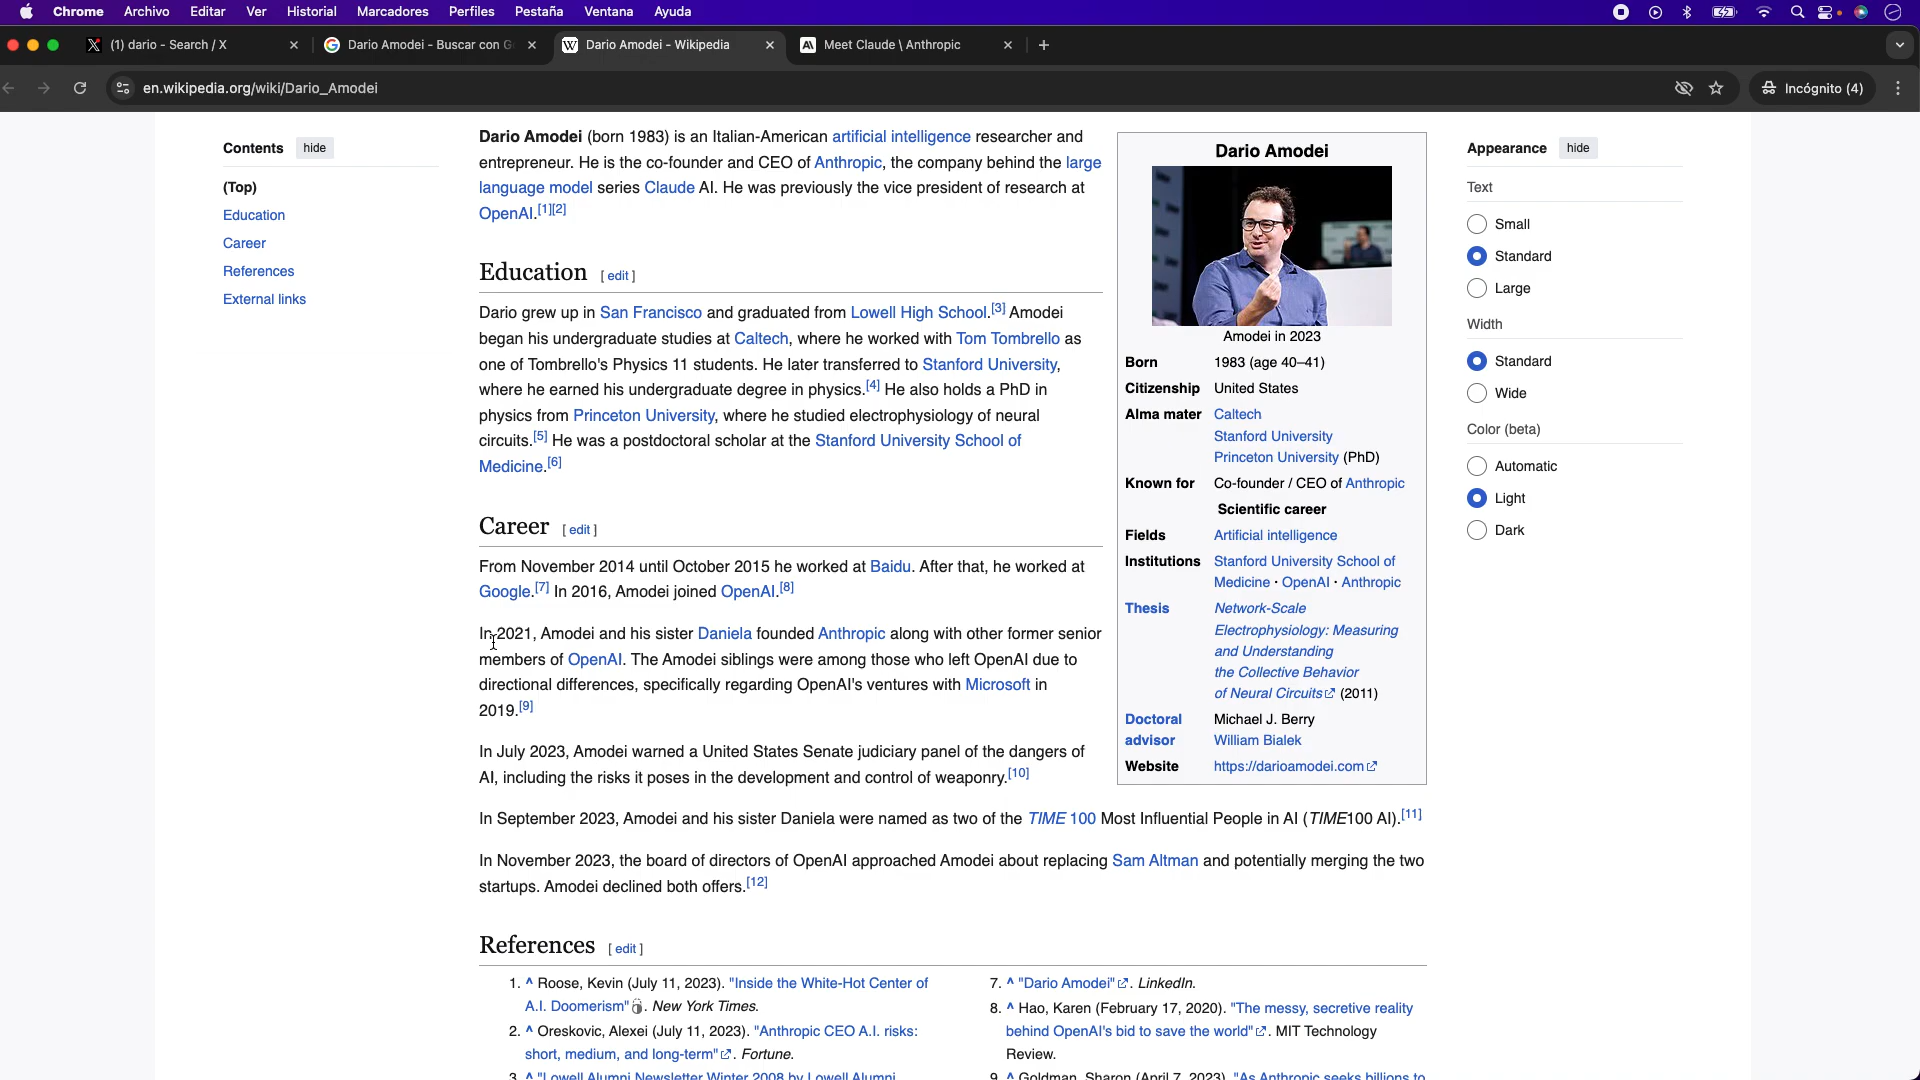 Chrome Archivo Editar Ver Historial Marcadores Perfiles Pestaña Ventana Ayuda
(1) dario - Search / X
Dario Amodei - Buscar con G
Dario Amodei - Wikipedia
Meet Claude \ Anthropic
en.wikipedia.org/wiki/Dario_Amodei
Incógnito (4)
Contents hide
(Top)
Education
Career
References
External links
Dario Amodei (born 1983) is an Italian-American artificial intelligence researcher and
entrepreneur. He is the co-founder and CEO of Anthropic, the company behind the large
language model series Claude AI. He was previously the vice president of research at
OpenAI.[1][2]
Education [ edit ]
Dario grew up in San Francisco and graduated from Lowell High School.[3] Amodei
began his undergraduate studies at Caltech, where he worked with Tom Tombrello as
one of Tombrello's Physics 11 students. He later transferred to Stanford University,
where he earned his undergraduate degree in physics.[4] He also holds a PhD in
physics from Princeton University, where he studied electrophysiology of neural
circuits.[5] He was a postdoctoral scholar at the Stanford University School of
Medicine.[6]
Career [ edit ]
From November 2014 until October 2015 he worked at Baidu. After that, he worked at
Google.[7] In 2016, Amodei joined OpenAI.[8]
In 2021, Amodei and his sister Daniela founded Anthropic along with other former senior
members of OpenAI. The Amodei siblings were among those who left OpenAI due to
directional differences, specifically regarding OpenAI's ventures with Microsoft in
2019.[9]
In July 2023, Amodei warned a United States Senate judiciary panel of the dangers of
AI, including the risks it poses in the development and control of weaponry.[10]
In September 2023, Amodei and his sister Daniela were named as two of the TIME 100 Most Influential People in AI (TIME100 AI).[11]
In November 2023, the board of directors of OpenAI approached Amodei about replacing Sam Altman and potentially merging the two
startups. Amodei declined both offers.[12]
References [ edit ]
1. ^ Roose, Kevin (July 11, 2023). "Inside the White-Hot Center of
A.I. Doomerism". New York Times.
2. ^ Oreskovic, Alexei (July 11, 2023). "Anthropic CEO A.I. risks:
short, medium, and long-term". Fortune.
3. ^ "Lowell Alumni Newsletter Winter 2008 by Lowell Alumni
7. ^ "Dario Amodei". LinkedIn.
8. ^ Hao, Karen (February 17, 2020). "The messy, secretive reality
behind OpenAI's bid to save the world". MIT Technology
Review.
9. ^ Goldman, Sharon (April 7, 2023). "As Anthropic seeks billions to
Dario Amodei
Amodei in 2023
Born 1983 (age 40–41)
Citizenship United States
Alma mater Caltech
Stanford University
Princeton University (PhD)
Known for Co-founder / CEO of Anthropic
Scientific career
Fields Artificial intelligence
Institutions Stanford University School of
Medicine · OpenAI · Anthropic
Thesis Network-Scale
Electrophysiology: Measuring
and Understanding
the Collective Behavior
of Neural Circuits (2011)
Doctoral Michael J. Berry
advisor William Bialek
Website https://darioamodei.com
Appearance hide
Text
Small
Standard
Large
Width
Standard
Wide
Color (beta)
Automatic
Light
Dark